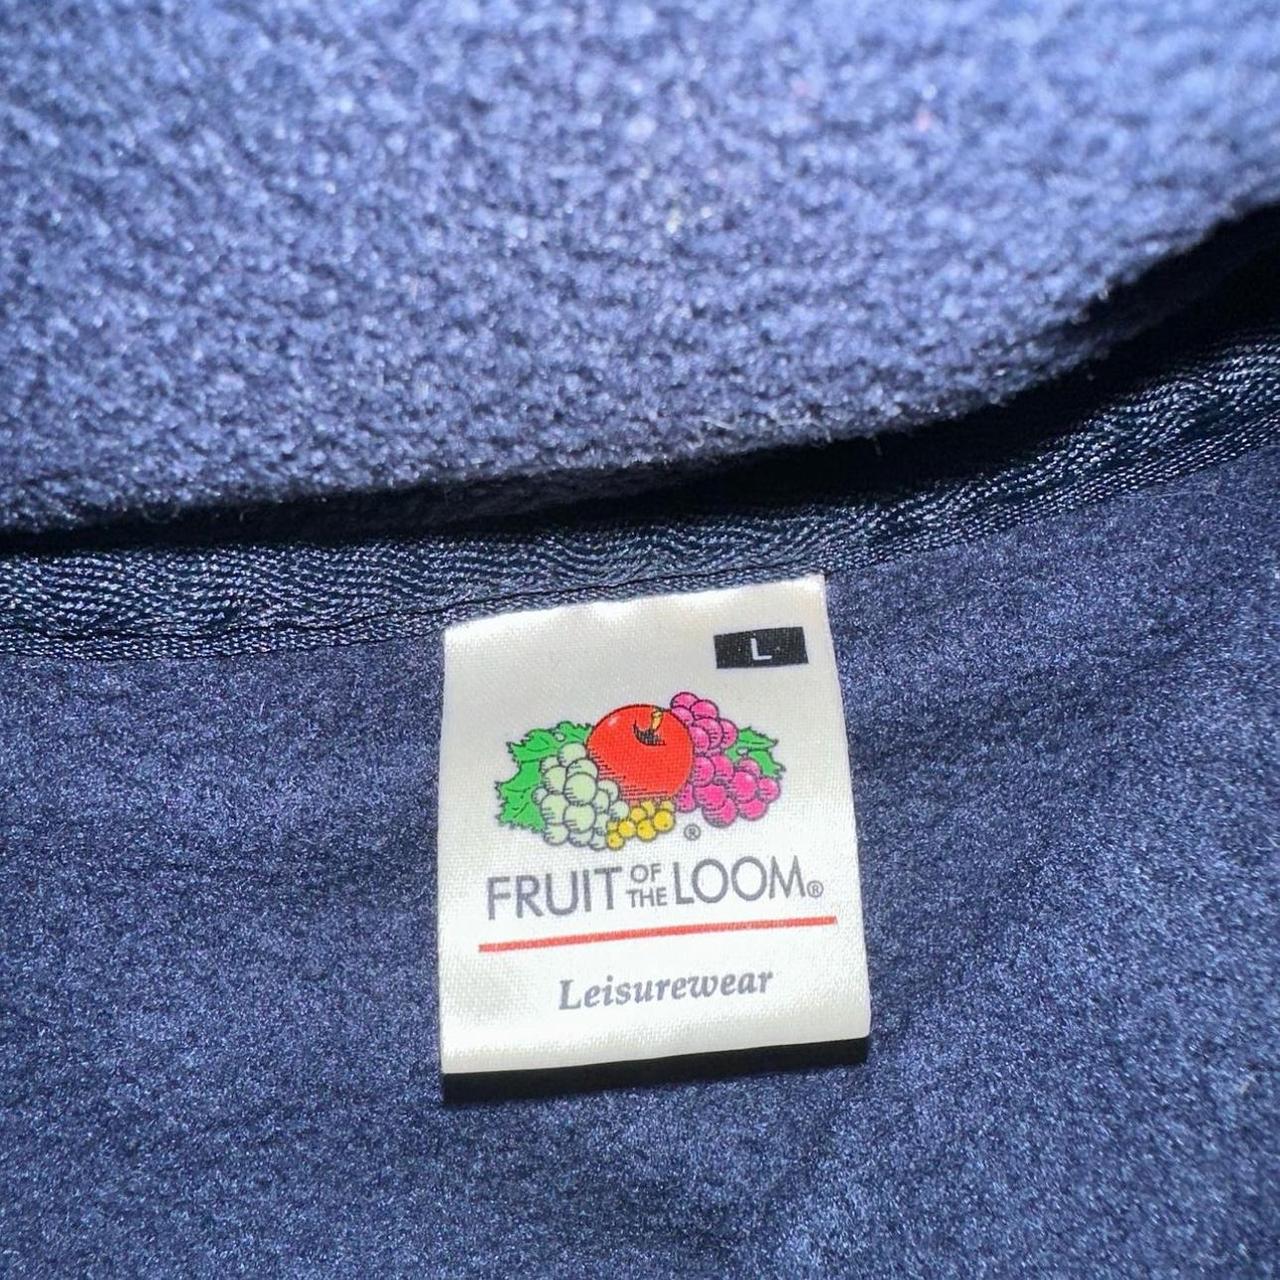 L
®
FRUIT OF THE LOOM®
Leisurewear